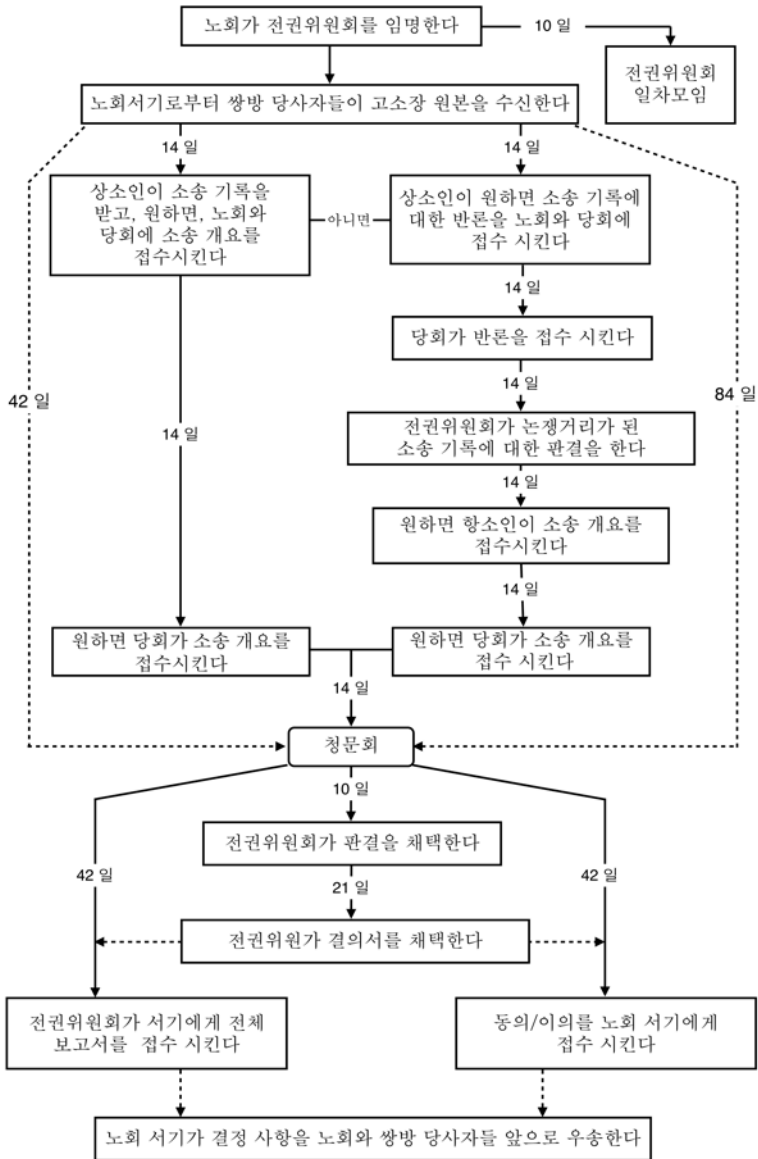 노회가 전권위원회를 임명한다
10 일
전권위원회
일차모임
노회서기로부터 쌍방 당사자들이 고소장 원본을 수신한다
14 일
14 일
상소인이 소송 기록을
받고, 원하면, 노회와
당회에 소송 개요를
접수시킨다
아니면
상소인이 원하면 소송 기록에
대한 반론을 노회와 당회에
접수 시킨다
14 일
당회가 반론을 접수 시킨다
42 일
14 일
84 일
14 일
전권위원회가 논쟁거리가 된
소송 기록에 대한 판결을 한다
14 일
원하면 항소인이 소송 개요를
접수시킨다
14 일
원하면 당회가 소송 개요를
접수시킨다
원하면 당회가 소송 개요를
접수 시킨다
14 일
청문회
10 일
전권위원회가 판결을 채택한다
42 일
21 일
42 일
전권위원가 결의서를 채택한다
전권위원회가 서기에게 전체
보고서를 접수 시킨다
동의/이의를 노회 서기에게
접수 시킨다
노회 서기가 결정 사항을 노회와 쌍방 당사자들 앞으로 우송한다